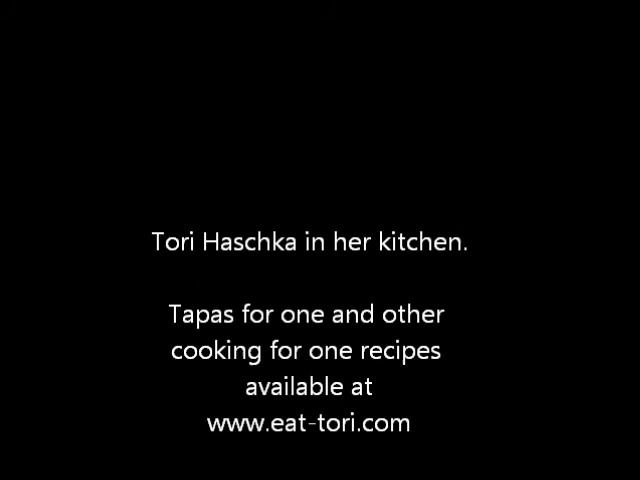 Tori Haschka in her kitchen.
Tapas for one and other
cooking for one recipes
available at
www.eat-tori.com